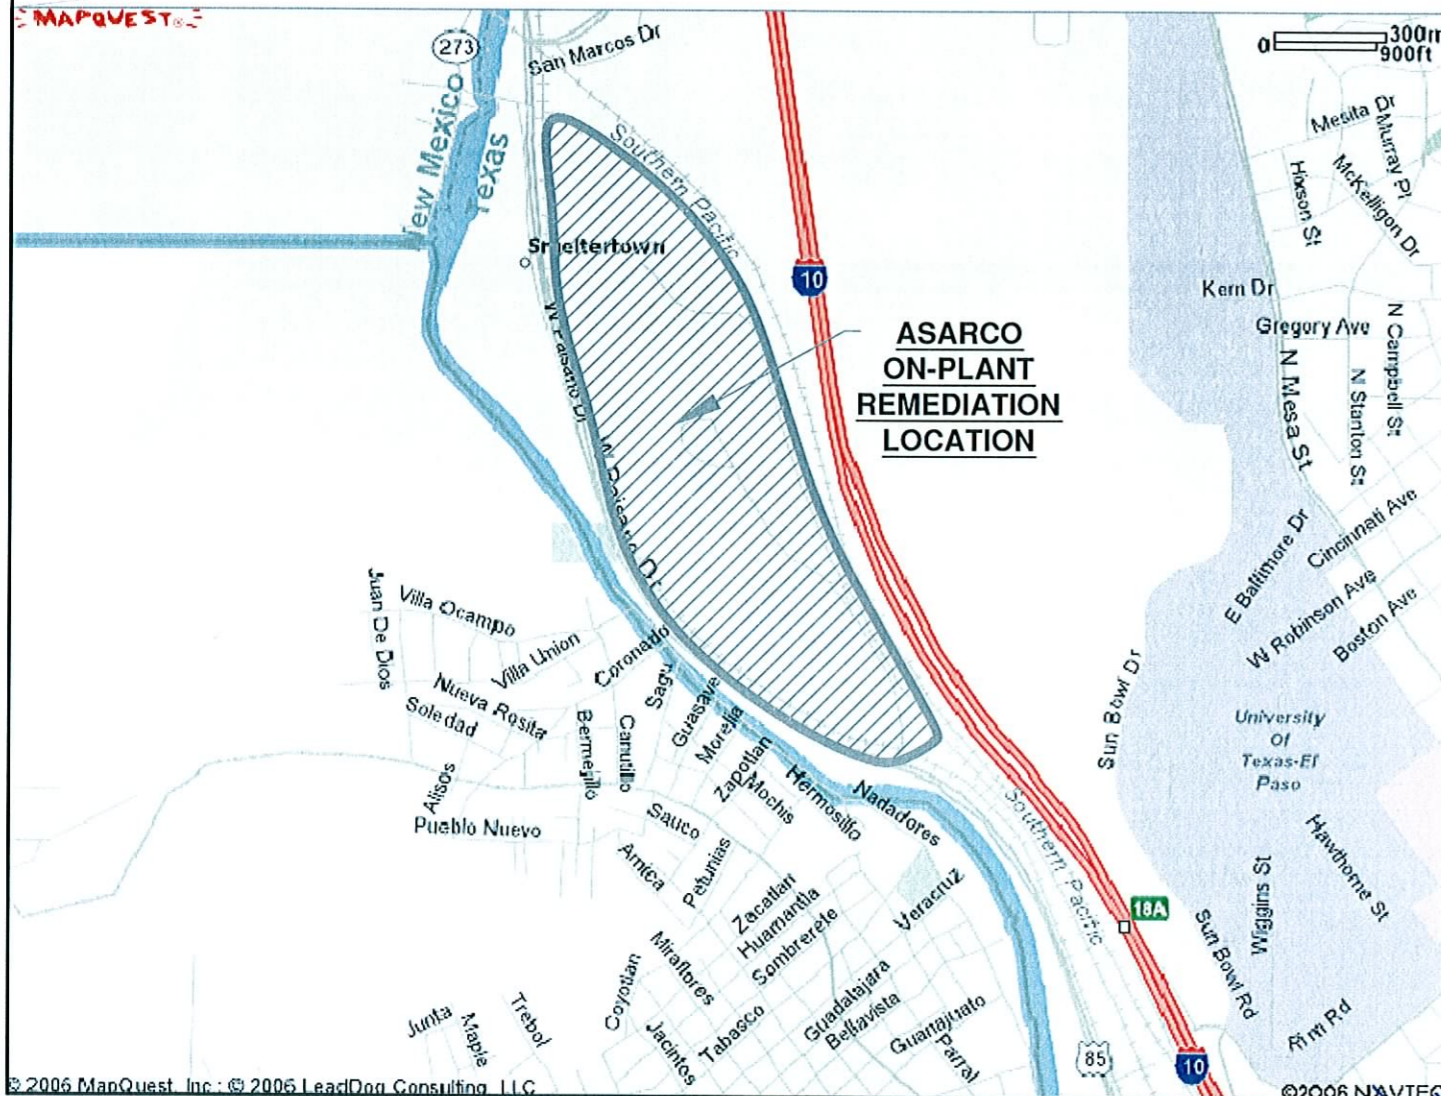 MAPQUEST®
273
San Marcos Dr
0 300m
900ft
New Mexico
Texas
Southern Pacific
Mesita Dr
Murray Pl
McKelligon Dr
Hixson St
Smeltertown
10
Kern Dr
Gregory Ave
N Campbell St
N Mesa St
N Stanton St
W Paisano Dr
ASARCO
ON-PLANT
REMEDIATION
LOCATION
W Paisano Dr
E Baltimore Dr
Cincinnati Ave
W Robinson Ave
Boston Ave
Juan De Dios
Villa Ocampo
Villa Union
Coronado
Nueva Rosita
Soledad
Sagu
Guasave
Morejia
Zapotlan
Mochis
Hermosillo
Nadadores
Bermejillo
Canutillo
Alisos
Pueblo Nuevo
Sauco
Arnica
Petunias
Sun Bowl Dr
University
Of
Texas-El
Paso
Southern Pacific
Hawthorne St
Wiggins St
18A
Sun Bowl Rd
Zacatlan
Huamantla
Sombrerete
Veracruz
Miraflores
Coyotlan
Guadalajara
Bellavista
Guanajuato
Parral
Tabasco
Jacintos
Junta
Maple
Trebol
85
10
Rd
© 2006 MapQuest, Inc.; © 2006 LeadDog Consulting, LLC
©2006 NAVTEQ